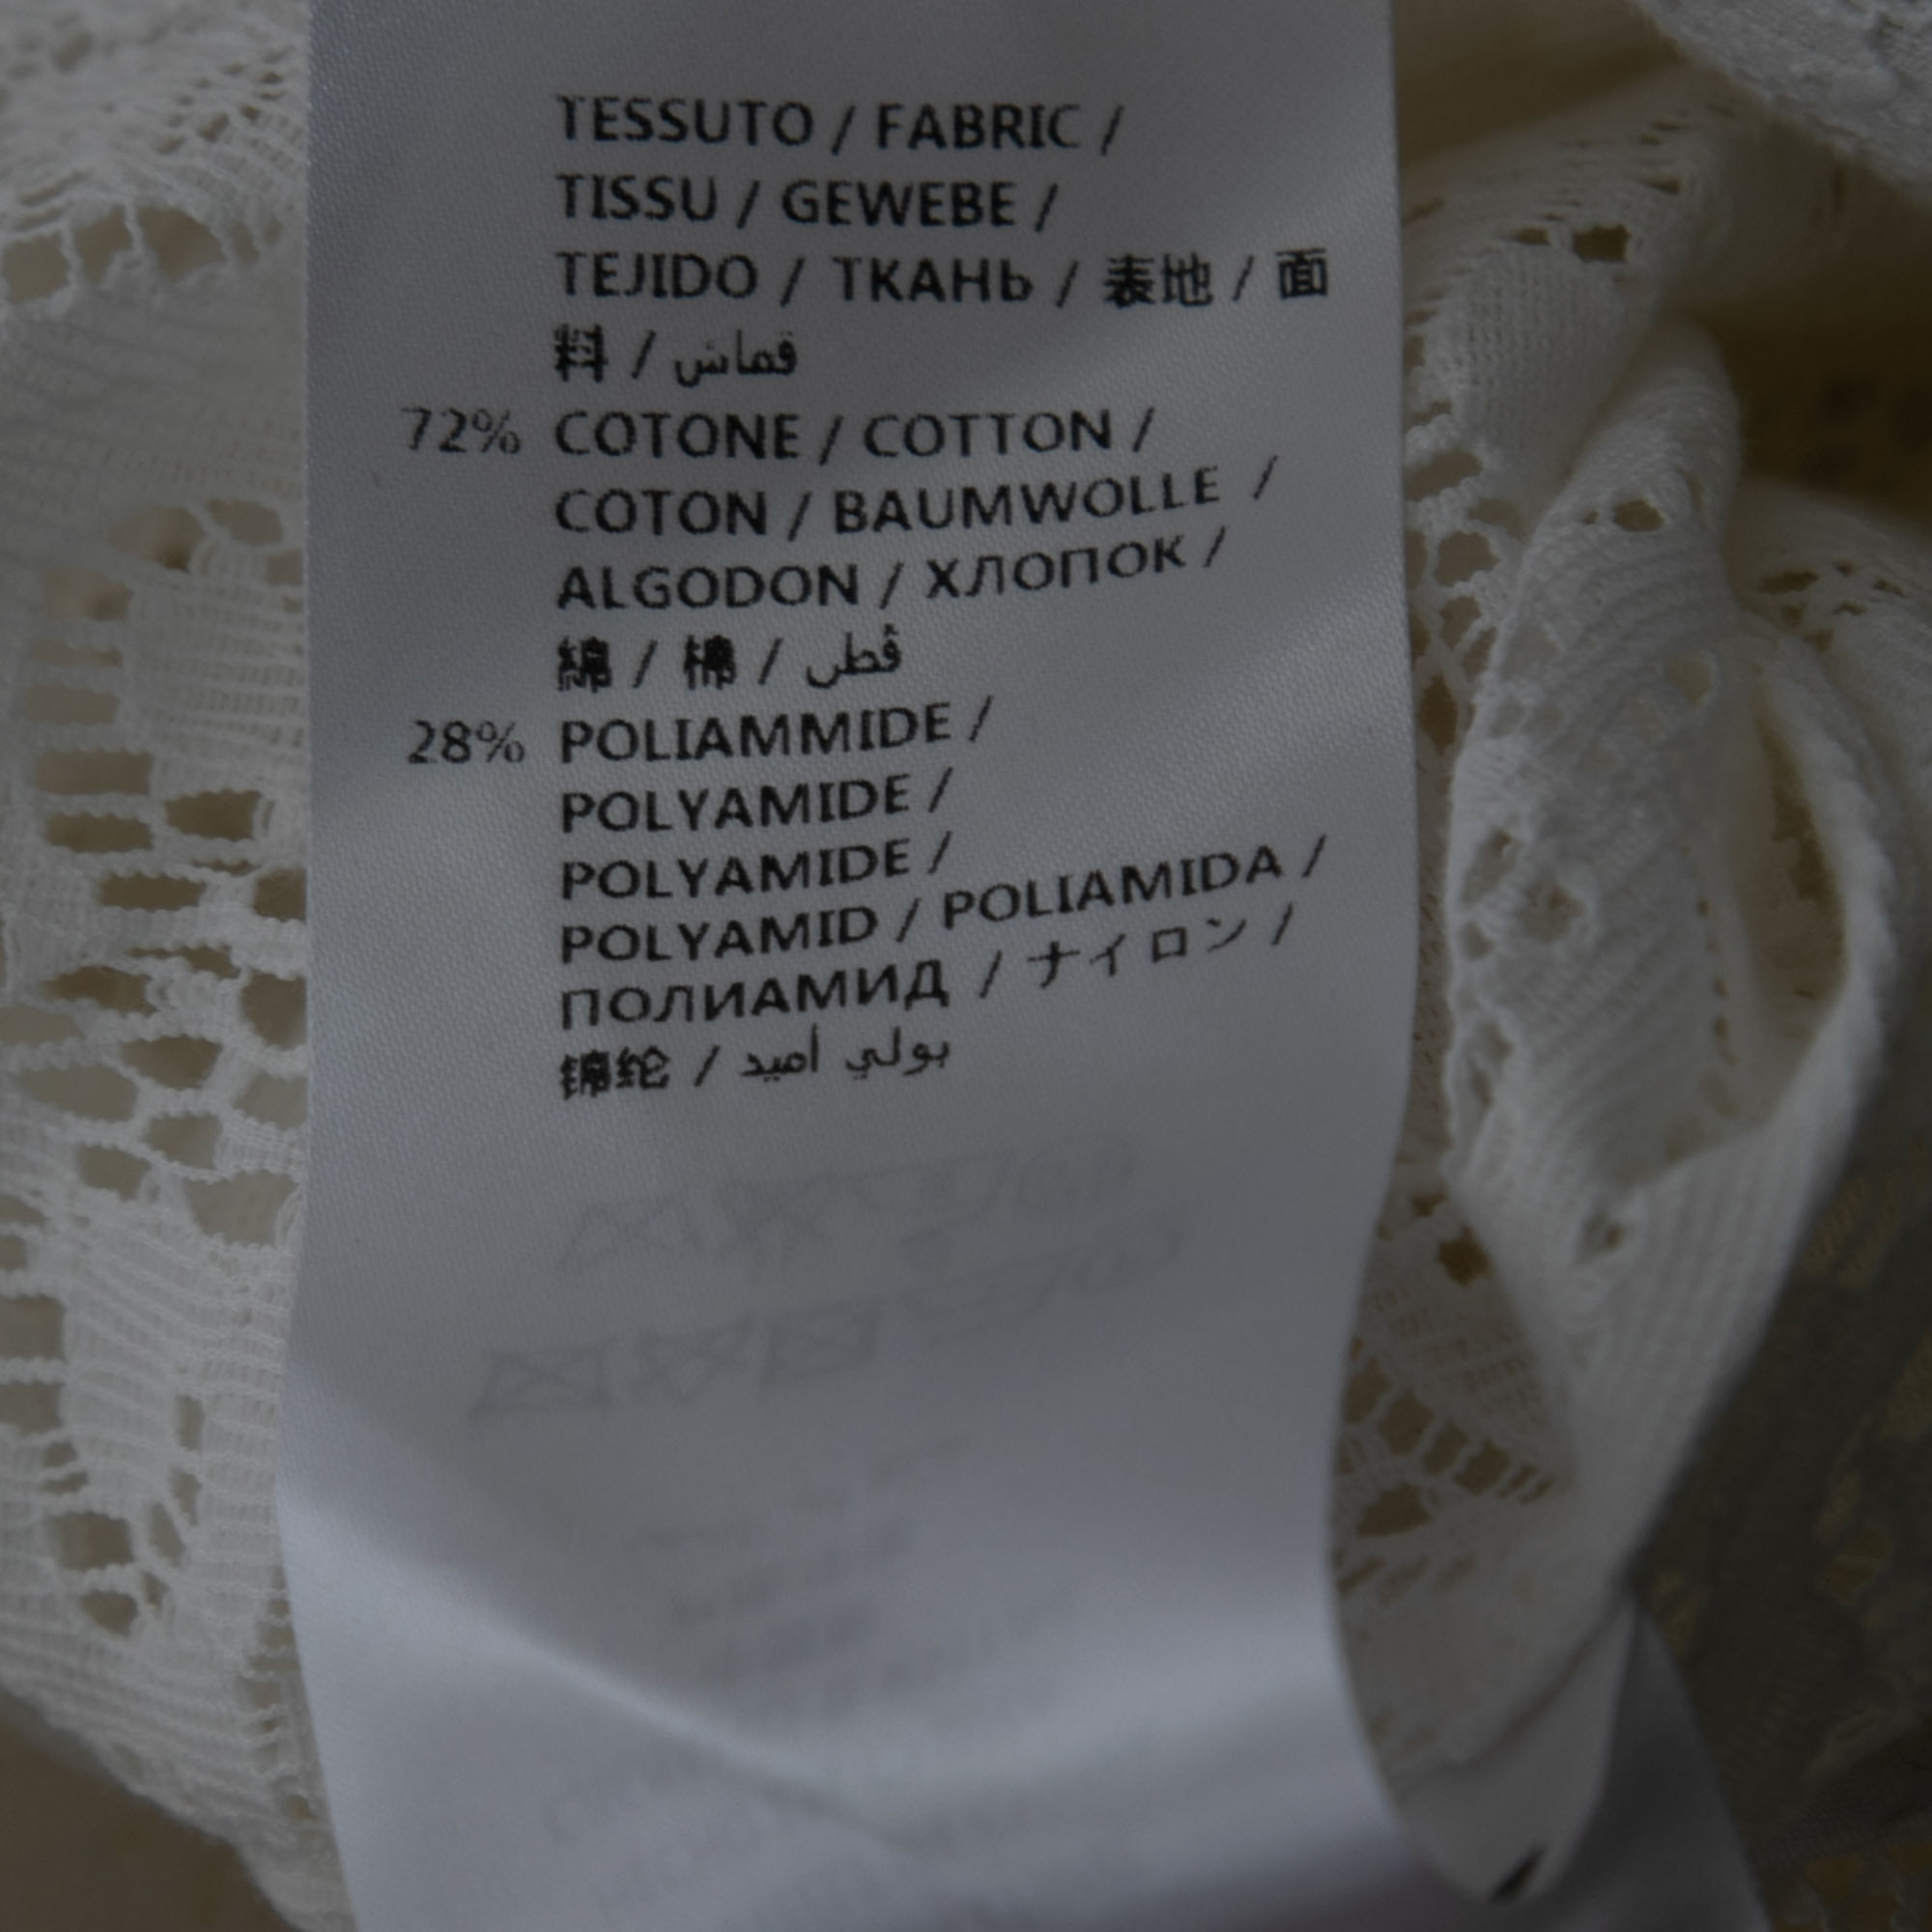 TESSUTO / FABRIC /
TISSU / GEWEBE /
TEJIDO / ТКАНЬ / 表地 / 面
料 / قماش
72% COTONE / COTTON /
COTON / BAUMWOLLE /
ALGODON / ХЛОПОК /
綿 / 棉 / قطن
28% POLIAMMIDE /
POLYAMIDE /
POLYAMIDE /
POLYAMID / POLIAMIDA /
ПОЛИАМИД / ナイロン /
锦纶 / بولي أميد